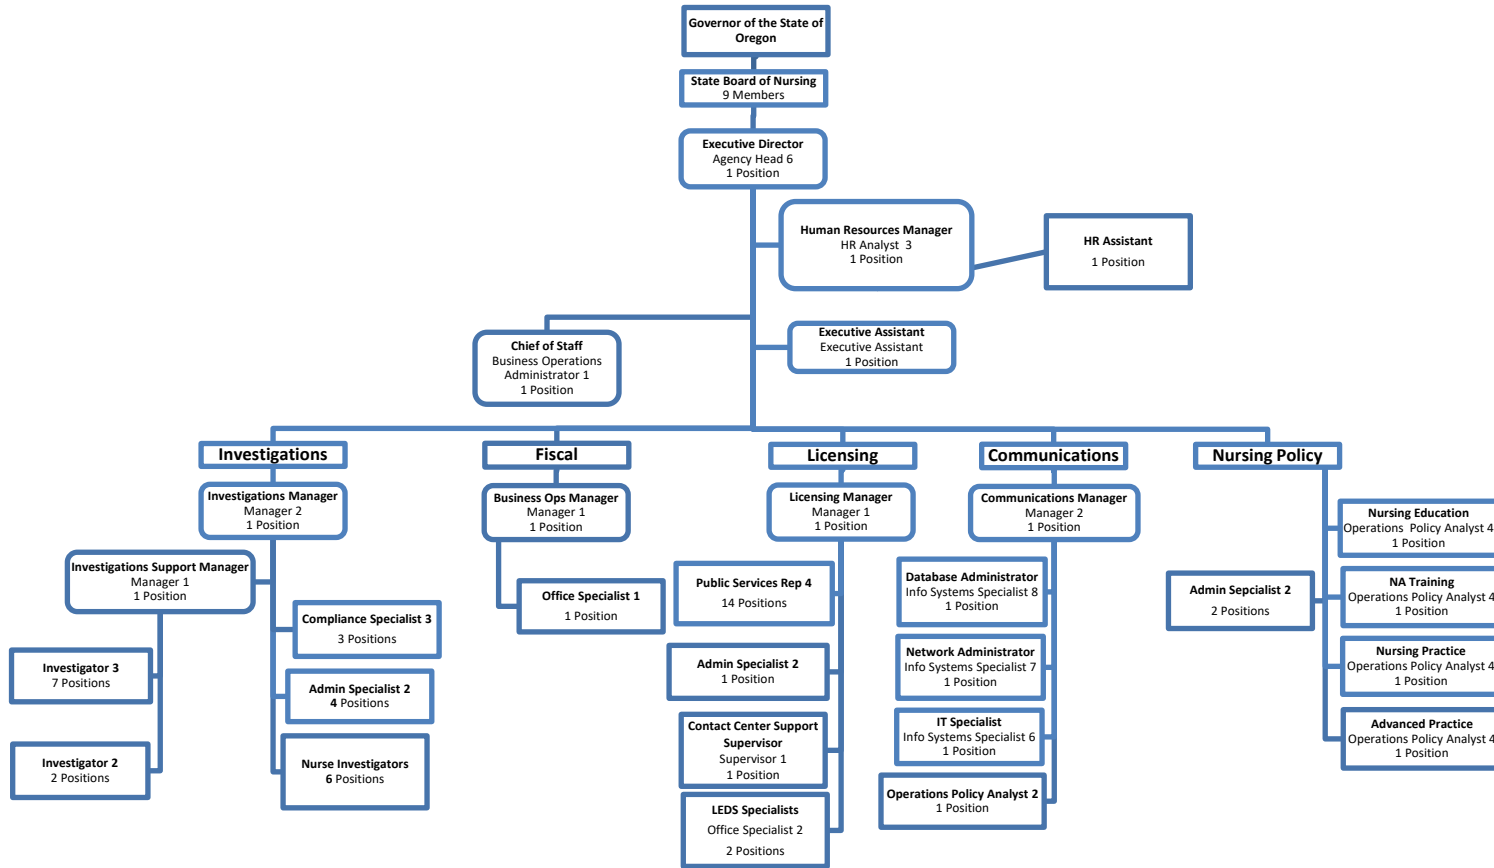 Governor of the State of
Oregon
State Board of Nursing
9 Members
Executive Director
Agency Head 6
1 Position
Human Resources Manager
HR Analyst 3
1 Position
HR Assistant
1 Position
Chief of Staff
Business Operations
Administrator 1
1 Position
Executive Assistant
Executive Assistant
1 Position
Investigations
Investigations Manager
Manager 2
1 Position
Investigations Support Manager
Manager 1
1 Position
Investigator 3
7 Positions
Investigator 2
2 Positions
Compliance Specialist 3
3 Positions
Admin Specialist 2
4 Positions
Nurse Investigators
6 Positions
Fiscal
Business Ops Manager
Manager 1
1 Position
Office Specialist 1
1 Position
Licensing
Licensing Manager
Manager 1
1 Position
Public Services Rep 4
14 Positions
Admin Specialist 2
1 Position
Contact Center Support
Supervisor
Supervisor 1
1 Position
LEDS Specialists
Office Specialist 2
2 Positions
Communications
Communications Manager
Manager 2
1 Position
Database Administrator
Info Systems Specialist 8
1 Position
Network Administrator
Info Systems Specialist 7
1 Position
IT Specialist
Info Systems Specialist 6
1 Position
Operations Policy Analyst 2
1 Position
Nursing Policy
Admin Sepcialist 2
2 Positions
Nursing Education
Operations Policy Analyst 4
1 Position
NA Training
Operations Policy Analyst 4
1 Position
Nursing Practice
Operations Policy Analyst 4
1 Position
Advanced Practice
Operations Policy Analyst 4
1 Position